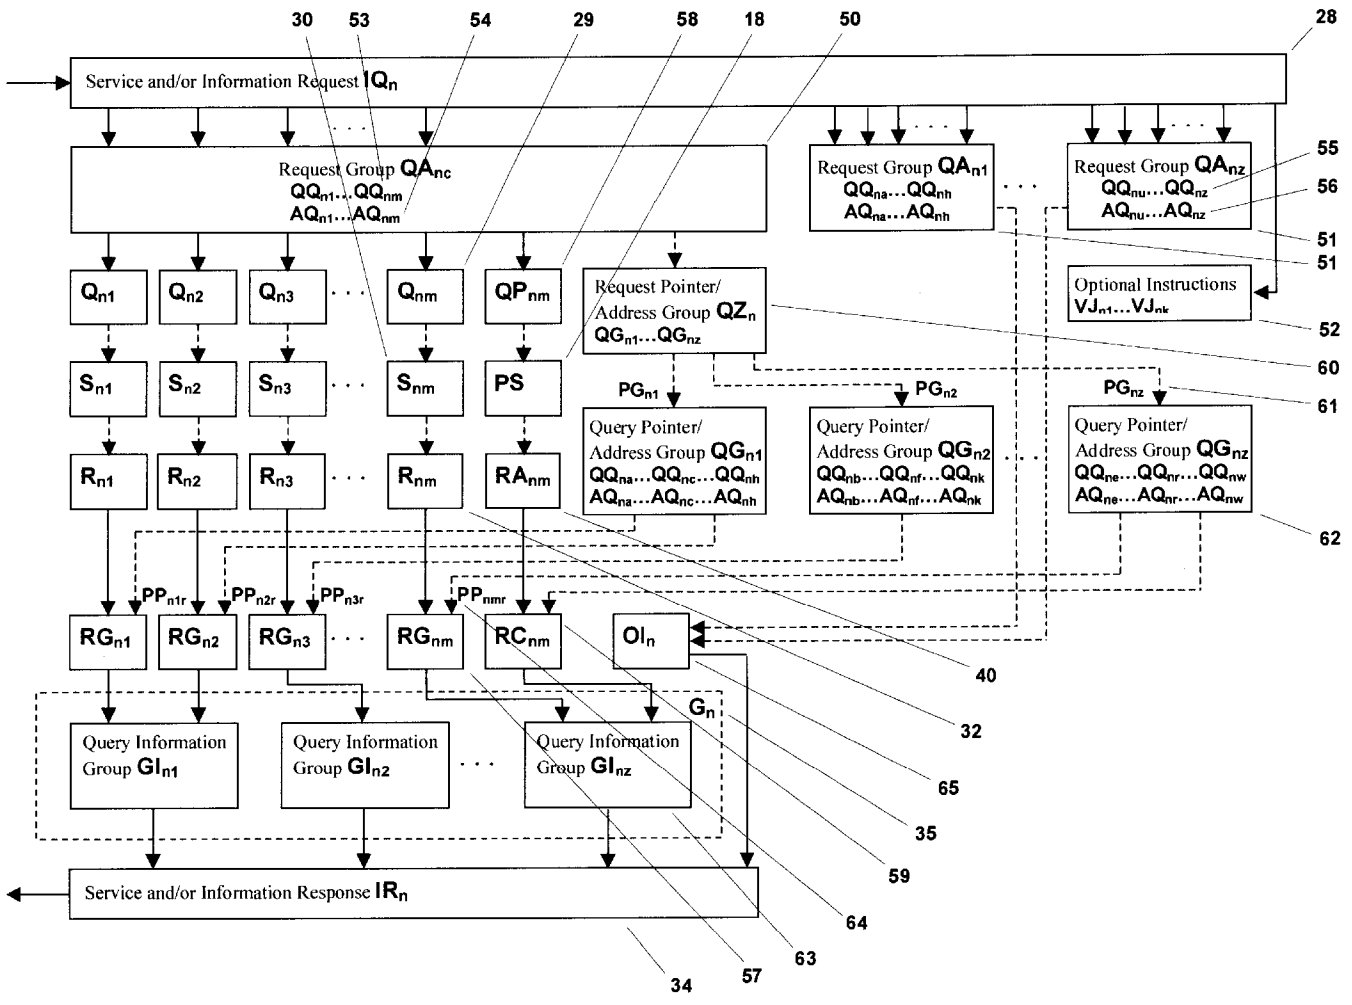 30 53 54 29 58 18 50 28
Service and/or Information Request IQn
. . . .
. . . .
. . . .
Request Group QAnc
QQn1...QQnm
AQn1...AQnm
Request Group QAn1
QQna...QQnh
AQna...AQnh
. . .
Request Group QAnz
QQnu...QQnz
AQnu...AQnz
55
56
51
51
Qn1 Qn2 Qn3 . . . Qnm QPnm
Request Pointer/
Address Group QZn
QGn1...QGnz
Optional Instructions
VJn1...VJnk
52
60
Sn1 Sn2 Sn3 . . . Snm PS
PGn1 PGn2 PGnz
61
Rn1 Rn2 Rn3 . . . Rnm RAnm
Query Pointer/
Address Group QGn1
QQna...QQnc...QQnh
AQna...AQnc...AQnh
Query Pointer/
Address Group QGn2
QQnb...QQnf...QQnk
AQnb...AQnf...AQnk
. . .
Query Pointer/
Address Group QGnz
QQne...QQnr...QQnw
AQne...AQnr...AQnw
62
PPn1r PPn2r PPn3r PPnmr
RGn1 RGn2 RGn3 . . . RGnm RCnm OIn
40
32
65
35
59
64
63
57
34
Gn
Query Information
Group GIn1
Query Information
Group GIn2
. . .
Query Information
Group GInz
Service and/or Information Response IRn